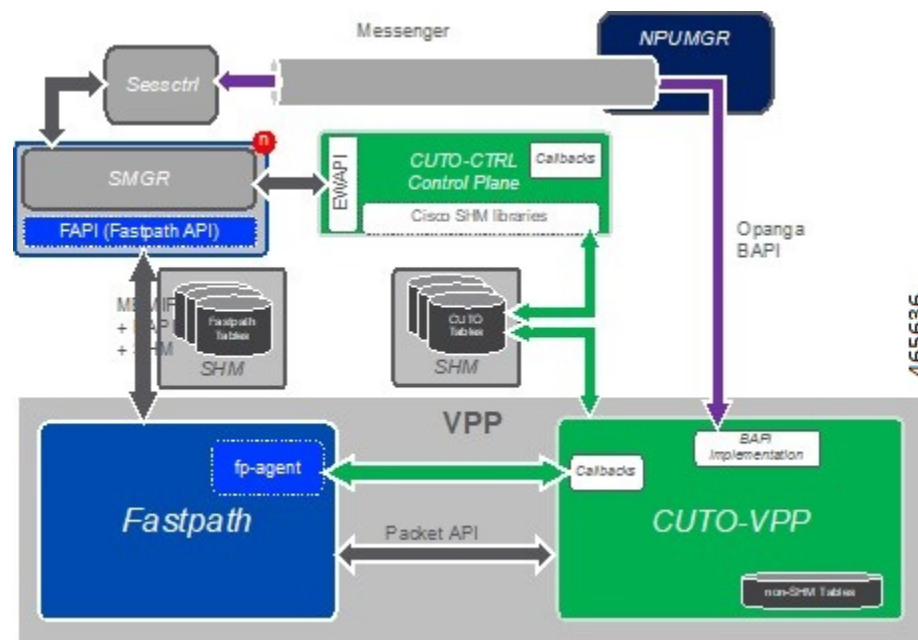 Messenger
NPUMGR
Sessctrl
n
SMGR
FAPI (Fastpath API)
EWAPI
CUTO-CTRL
Control Plane
Callbacks
Cisco SHM libraries
Opanga
BAPI
+
+ SHM
Fastpath
Tables
SHM
CUTO
Tables
SHM
465636
VPP
fp-agent
Fastpath
Callbacks
BAPI
Implementation
CUTO-VPP
Packet API
non-SHM Tables